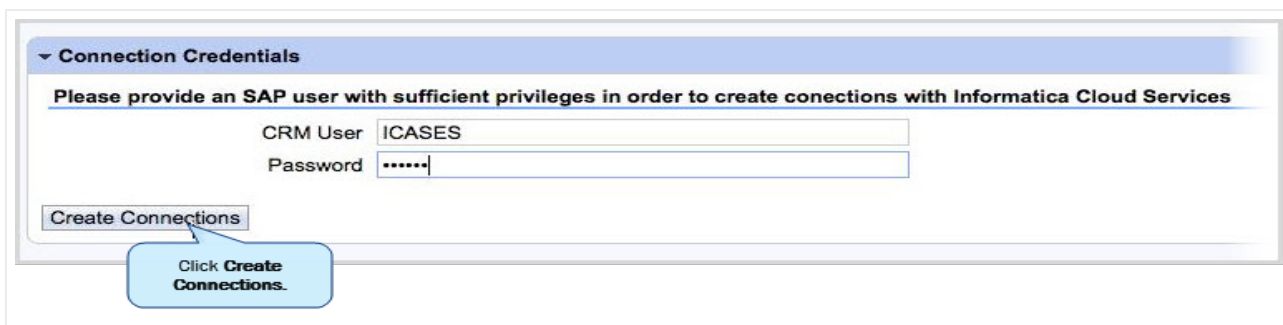 Connection Credentials
Please provide an SAP user with sufficient privileges in order to create conections with Informatica Cloud Services
CRM User ICASES
Password ••••••
Create Connections
Click Create
Connections.